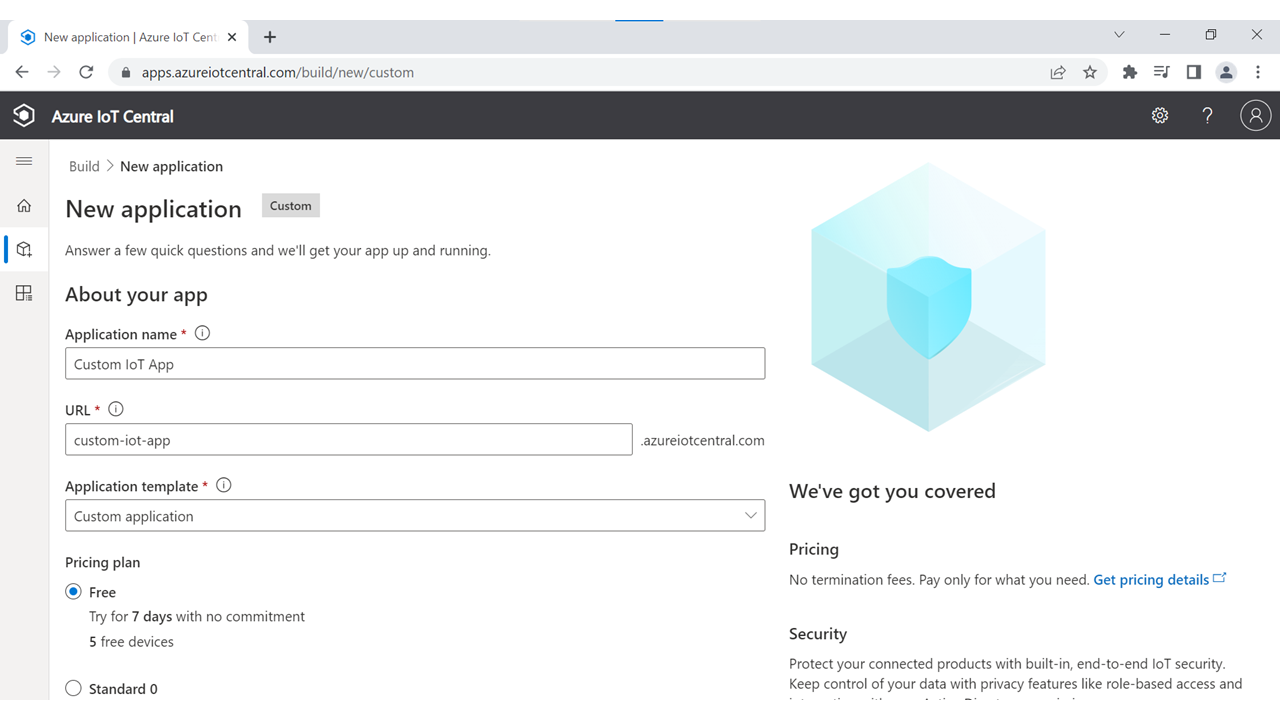 New application | Azure IoT Cent
apps.azureiotcentral.com/build/new/custom
Azure IoT Central
Build > New application
New application Custom
Answer a few quick questions and we'll get your app up and running.
About your app
Application name *
Custom IoT App
URL *
custom-iot-app .azureiotcentral.com
Application template *
Custom application
Pricing plan
Free
Try for 7 days with no commitment
5 free devices
Standard 0
We've got you covered
Pricing
No termination fees. Pay only for what you need. Get pricing details
Security
Protect your connected products with built-in, end-to-end IoT security.
Keep control of your data with privacy features like role-based access and